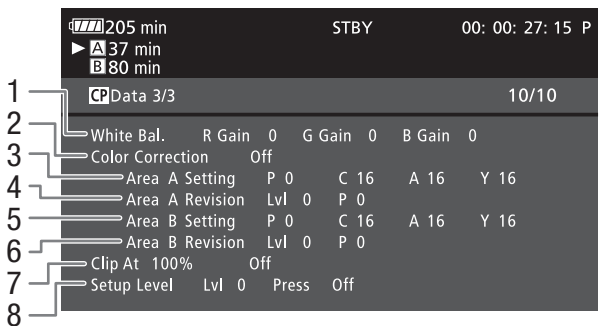 205 min STBY 00: 00: 27: 15 P
A 37 min
B 80 min
CP Data 3/3 10/10
1 White Bal. R Gain 0 G Gain 0 B Gain 0
2 Color Correction Off
3 Area A Setting P 0 C 16 A 16 Y 16
4 Area A Revision Lvl 0 P 0
5 Area B Setting P 0 C 16 A 16 Y 16
6 Area B Revision Lvl 0 P 0
7 Clip At 100% Off
8 Setup Level Lvl 0 Press Off